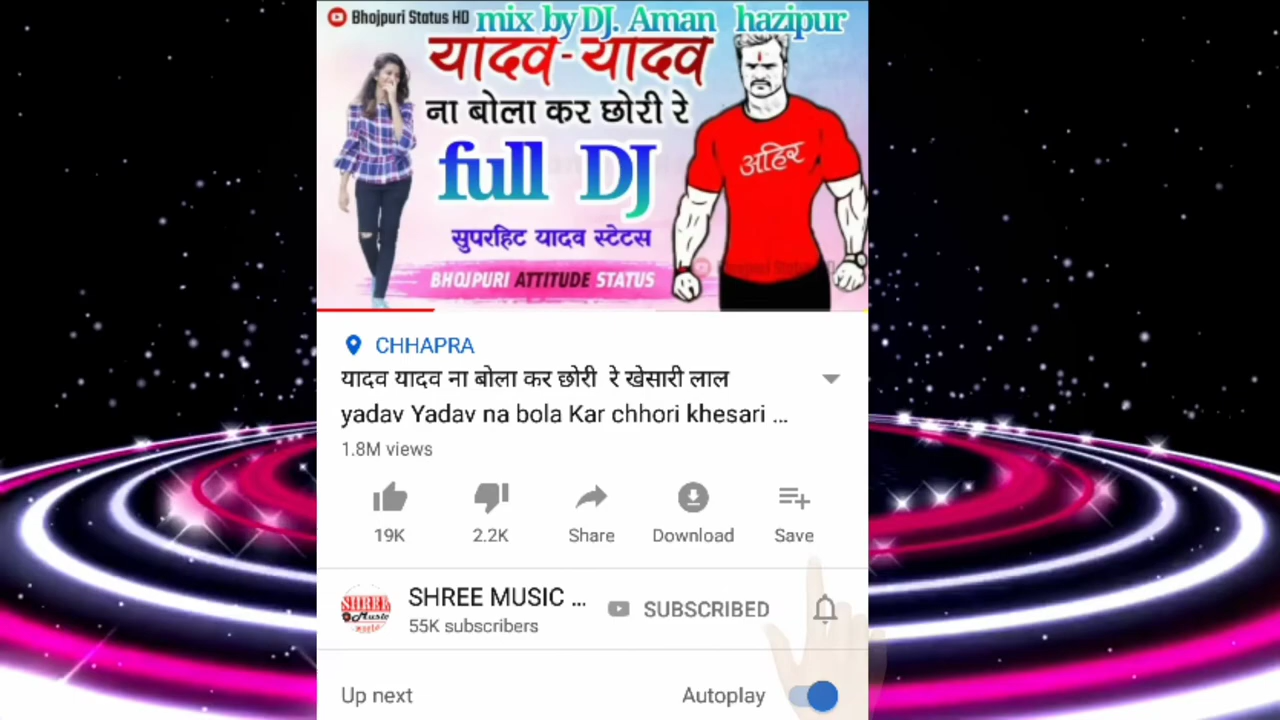 Bhojpuri Status HD
mix by DJ. Aman hazipur
यादव-यादव
ना बोला कर छोरी रे
full DJ
अहिर
सुपरहिट यादव स्टेटस
BHOJPURI ATTITUDE STATUS
CHHAPRA
यादव यादव ना बोला कर छोरी रे खेसारी लाल
yadav Yadav na bola Kar chhori khesari ...
1.8M views
19K
2.2K
Share
Download
Save
SHREE
Music
SHREE MUSIC ...
SUBSCRIBED
55K subscribers
Up next
Autoplay